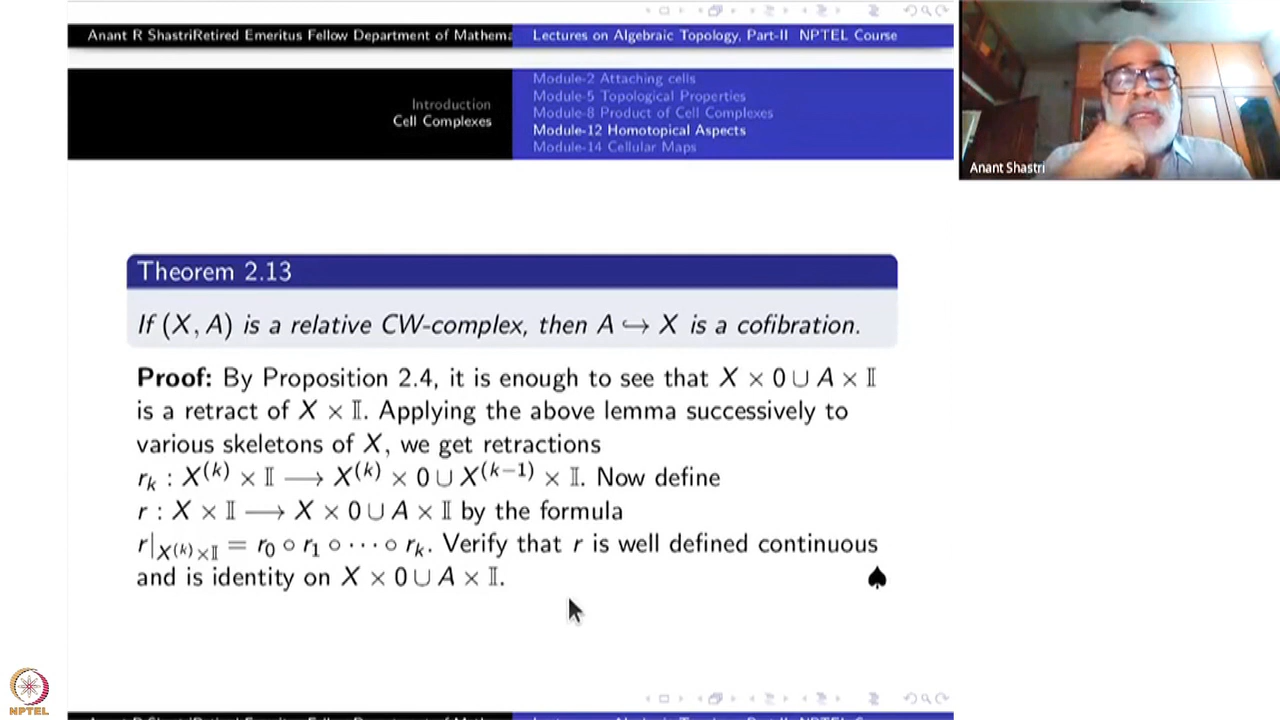 Anant R ShastriRetired Emeritus Fellow Department of Mathema
Lectures on Algebraic Topology, Part-II NPTEL Course
Introduction
Cell Complexes
Module-2 Attaching cells
Module-5 Topological Properties
Module-8 Product of Cell Complexes
Module-12 Homotopical Aspects
Module-14 Cellular Maps
Anant Shastri
Theorem 2.13
If (X, A) is a relative CW-complex, then A ↪ X is a cofibration.
Proof: By Proposition 2.4, it is enough to see that X × 0 ∪ A × 𝕀
is a retract of X × 𝕀. Applying the above lemma successively to
various skeletons of X, we get retractions
r_k : X^(k) × 𝕀 ⟶ X^(k) × 0 ∪ X^(k−1) × 𝕀. Now define
r : X × 𝕀 ⟶ X × 0 ∪ A × 𝕀 by the formula
r|_{X^(k)×𝕀} = r_0 ∘ r_1 ∘ ⋯ ∘ r_k. Verify that r is well defined continuous
and is identity on X × 0 ∪ A × 𝕀. ♠
NPTEL